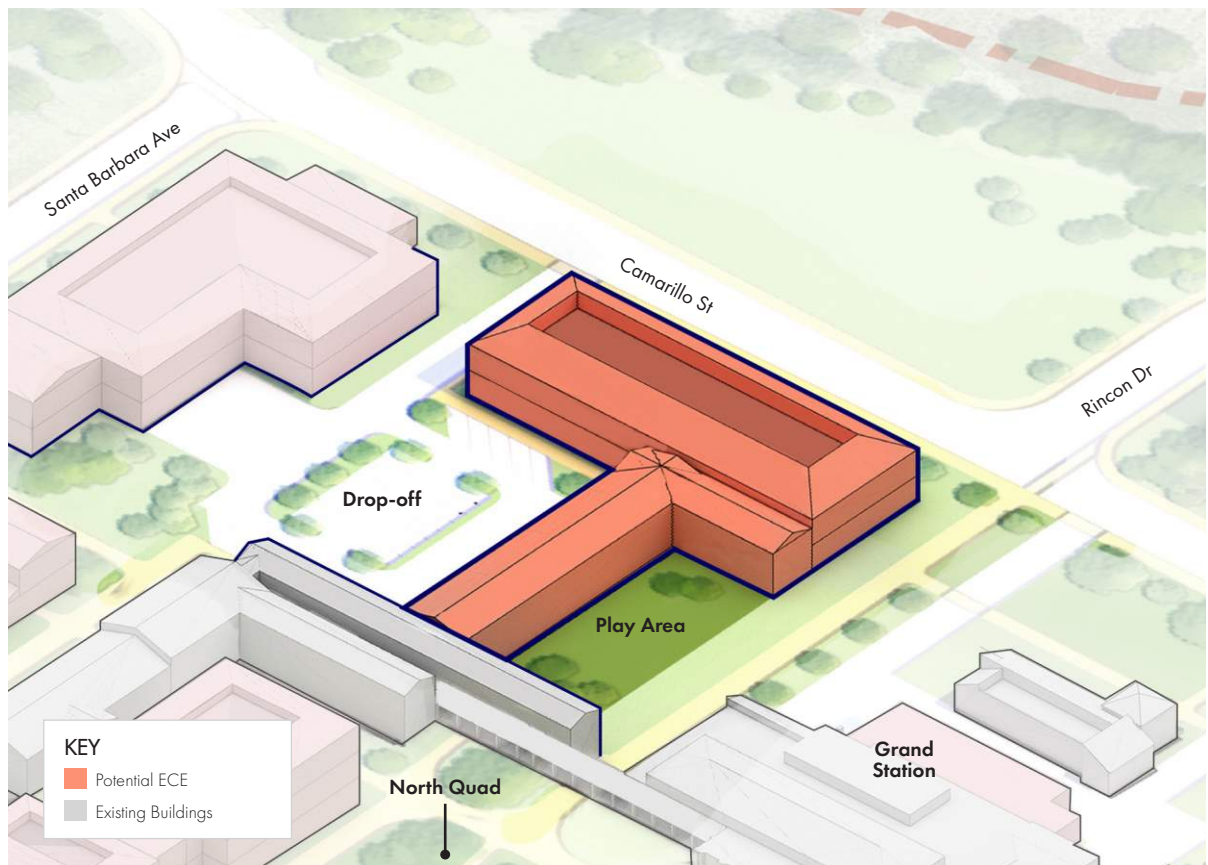 Santa Barbara Ave
Camarillo St
Rincon Dr
Drop-off
Play Area
Grand
Station
North Quad
KEY
Potential ECE
Existing Buildings